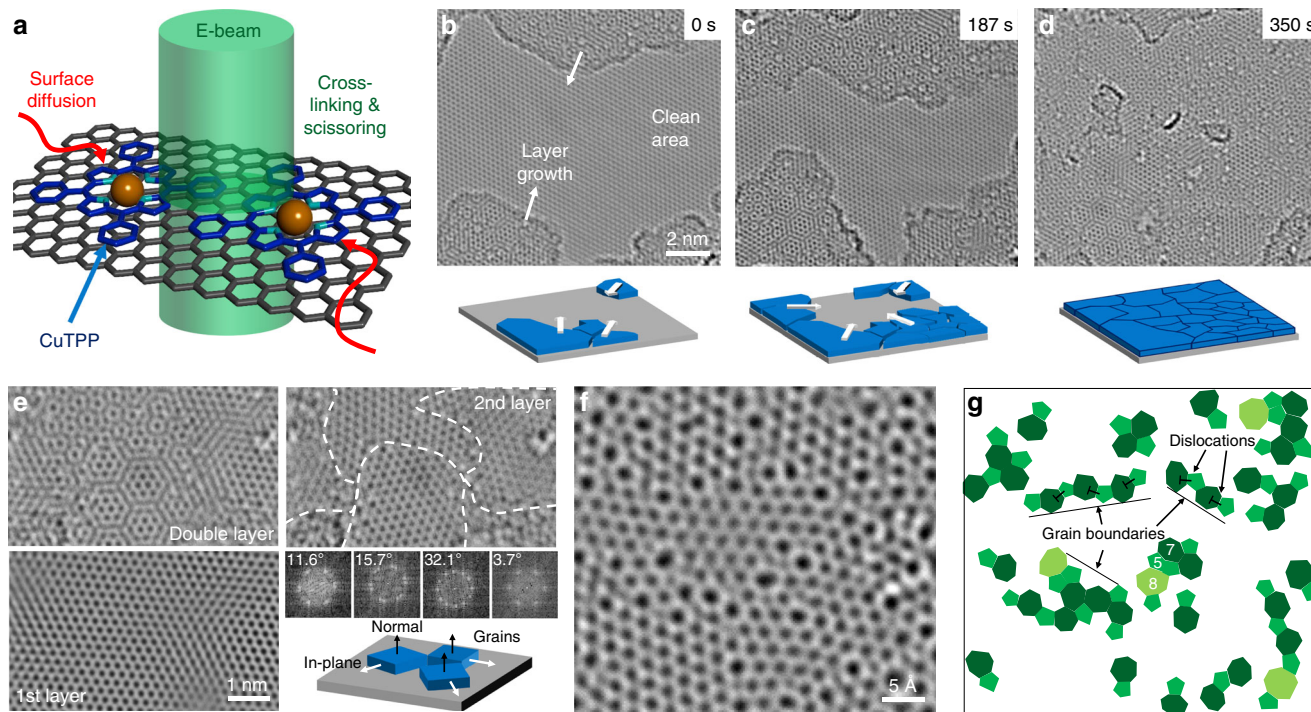 a
E-beam
Surface
diffusion
Cross-
linking &
scissoring
CuTPP
b
0 s
Clean
area
Layer
growth
2 nm
c
187 s
d
350 s
e
Double layer
2nd layer
1st layer
1 nm
11.6°
15.7°
32.1°
3.7°
Normal
Grains
In-plane
f
5 Å
g
Dislocations
Grain boundaries
7
5
8